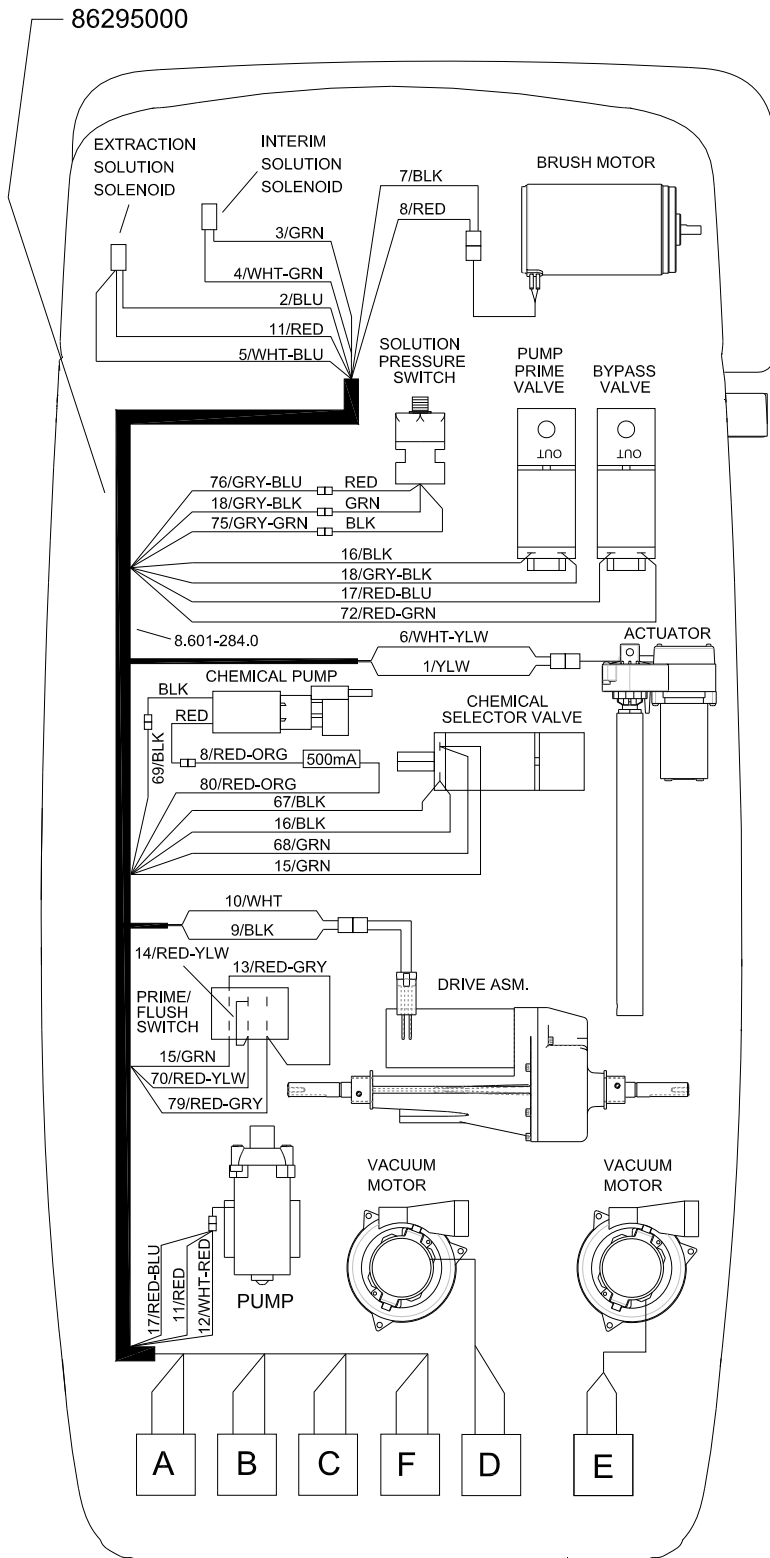 86295000
EXTRACTION
SOLUTION
SOLENOID
INTERIM
SOLUTION
SOLENOID
7/BLK
8/RED
BRUSH MOTOR
3/GRN
4/WHT-GRN
2/BLU
11/RED
5/WHT-BLU
SOLUTION
PRESSURE
SWITCH
PUMP
PRIME
VALVE
BYPASS
VALVE
OUT
OUT
76/GRY-BLU RED
18/GRY-BLK GRN
75/GRY-GRN BLK
16/BLK
18/GRY-BLK
17/RED-BLU
72/RED-GRN
8.601-284.0
6/WHT-YLW
1/YLW
ACTUATOR
CHEMICAL PUMP
BLK
RED
69/BLK
8/RED-ORG 500mA
80/RED-ORG
CHEMICAL
SELECTOR VALVE
67/BLK
16/BLK
68/GRN
15/GRN
10/WHT
9/BLK
14/RED-YLW
13/RED-GRY
PRIME/
FLUSH
SWITCH
DRIVE ASM.
15/GRN
70/RED-YLW
79/RED-GRY
17/RED-BLU
11/RED
12/WHT-RED
PUMP
VACUUM
MOTOR
VACUUM
MOTOR
A B C F D E